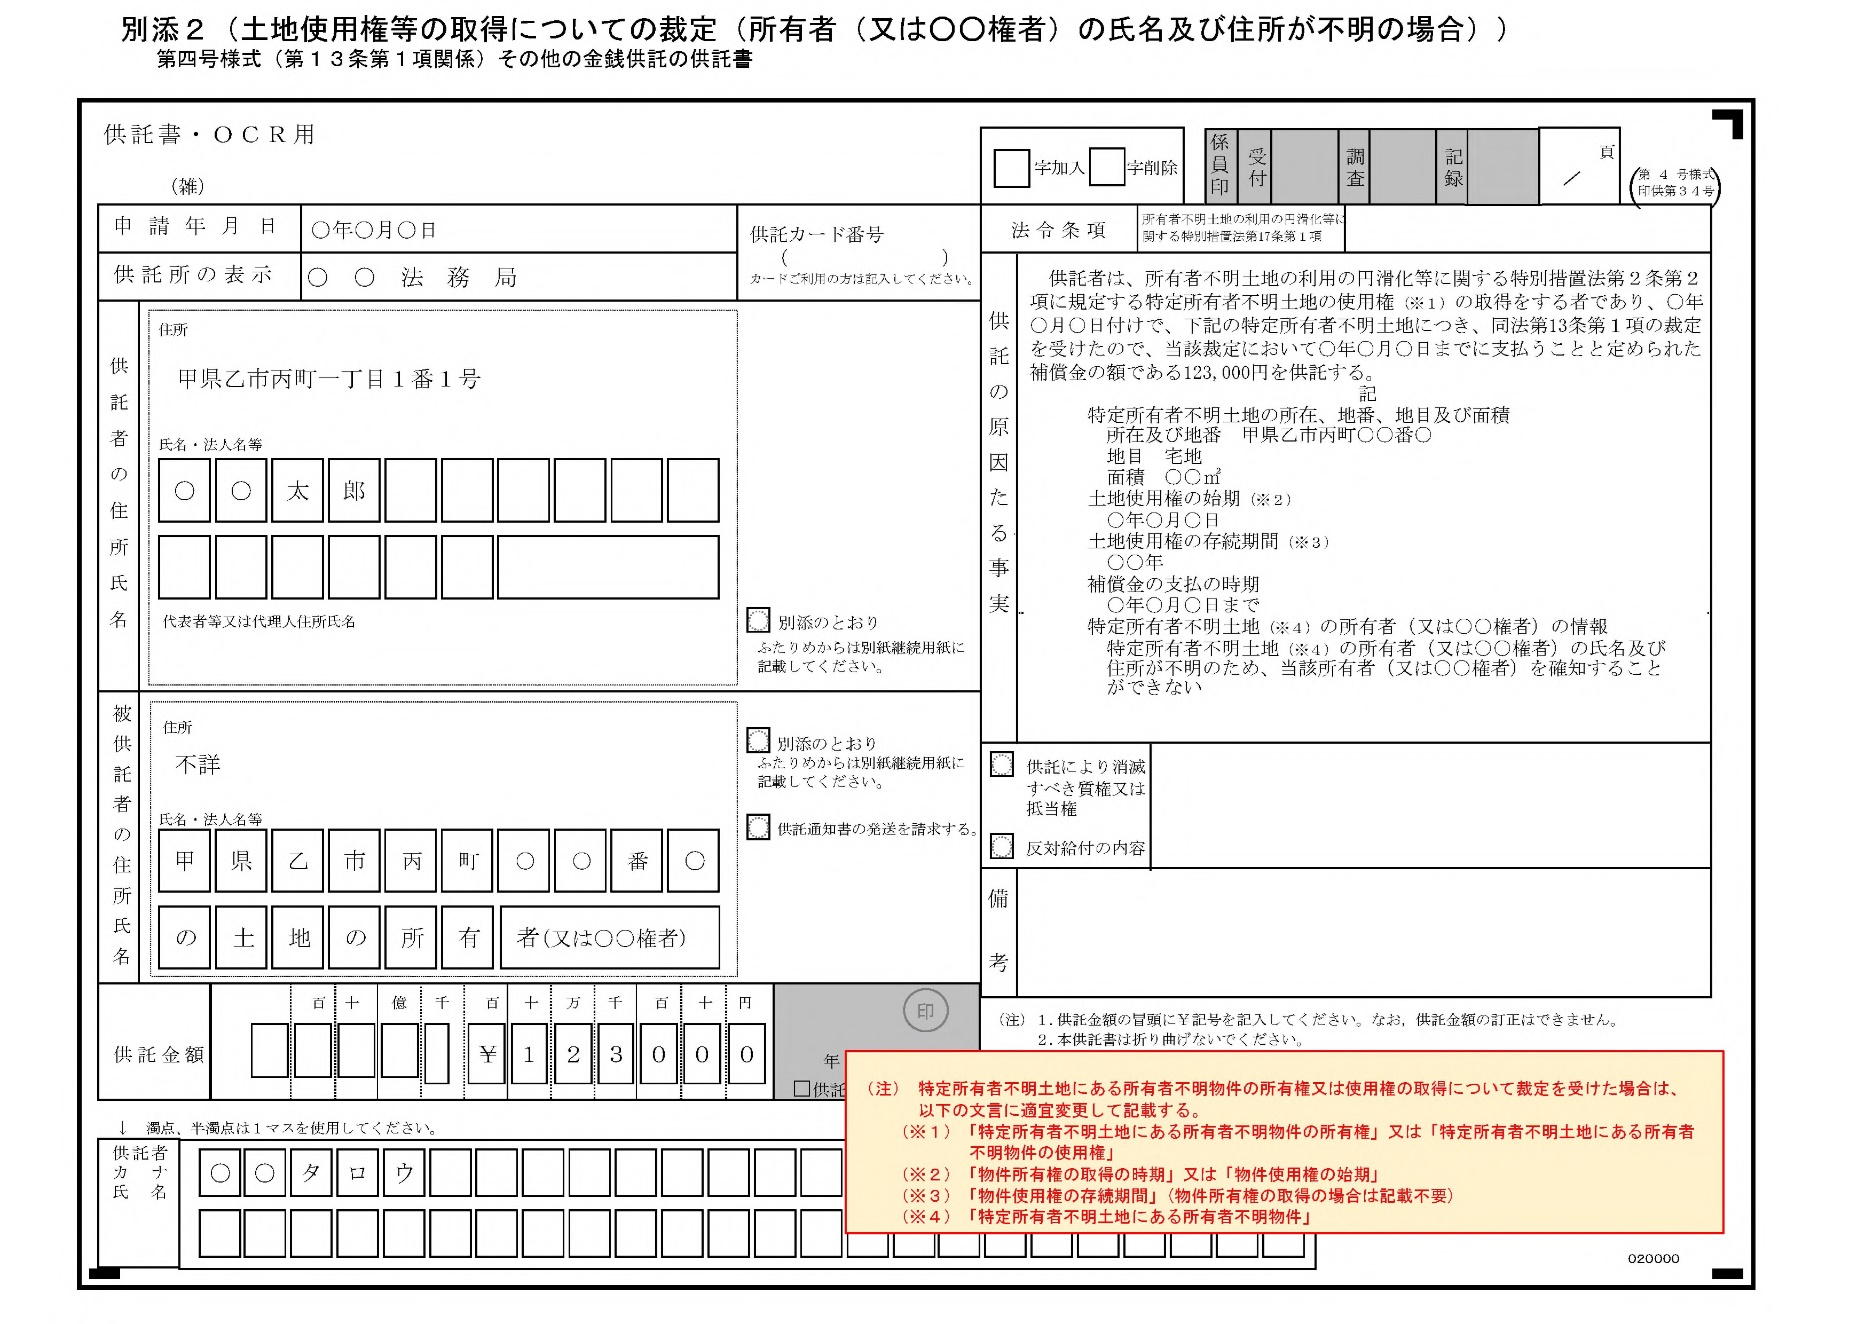 別添２（土地使用権等の取得についての裁定（所有者（又は〇〇権者）の氏名及び住所が不明の場合））
第四号様式（第１３条第１項関係）その他の金銭供託の供託書
供託書・ＯＣＲ用
（雑）
字加入
字削除
係員印
受付
調査
記録
頁
／
（第４号様式
印供第３４号）
申請年月日
〇年〇月〇日
供託カード番号
（　　　　　　）
カードご利用の方は記入してください。
供託所の表示
〇　〇　法　務　局
法令条項
所有者不明土地の利用の円滑化等に
関する特別措置法第17条第１項
供託者の住所氏名
住所
甲県乙市丙町一丁目１番１号
氏名・法人名等
〇〇太郎
代表者等又は代理人住所氏名
別添のとおり
ふたりめからは別紙継続用紙に
記載してください。
被供託者の住所氏名
住所
不詳
氏名・法人名等
甲県乙市丙町〇〇番〇
の土地の所有者(又は〇〇権者)
別添のとおり
ふたりめからは別紙継続用紙に
記載してください。
供託通知書の発送を請求する。
供託の原因たる事実
供託者は、所有者不明土地の利用の円滑化等に関する特別措置法第２条第２
項に規定する特定所有者不明土地の使用権（※１）の取得をする者であり、〇年
〇月〇日付けで、下記の特定所有者不明土地につき、同法第13条第１項の裁定
を受けたので、当該裁定において〇年〇月〇日までに支払うことと定められた
補償金の額である123,000円を供託する。
記
特定所有者不明土地の所在、地番、地目及び面積
所在及び地番　甲県乙市丙町〇〇番〇
地目　宅地
面積　〇〇㎡
土地使用権の始期（※２）
〇年〇月〇日
土地使用権の存続期間（※３）
〇〇年
補償金の支払の時期
〇年〇月〇日まで
特定所有者不明土地（※４）の所有者（又は〇〇権者）の情報
特定所有者不明土地（※４）の所有者（又は〇〇権者）の氏名及び
住所が不明のため、当該所有者（又は〇〇権者）を確知すること
ができない
供託により消滅
すべき質権又は
抵当権
反対給付の内容
備考
供託金額
百　十　億　千　百　十　万　千　百　十　円
￥１２３０００
印
年
供託
（注）１.供託金額の冒頭に￥記号を記入してください。なお，供託金額の訂正はできません。
２.本供託書は折り曲げないでください。
↓　濁点、半濁点は１マスを使用してください。
供託者
カナ
氏名
〇〇タロウ
（注）　特定所有者不明土地にある所有者不明物件の所有権又は使用権の取得について裁定を受けた場合は、
以下の文言に適宜変更して記載する。
（※１）「特定所有者不明土地にある所有者不明物件の所有権」又は「特定所有者不明土地にある所有者
不明物件の使用権」
（※２）「物件所有権の取得の時期」又は「物件使用権の始期」
（※３）「物件使用権の存続期間」（物件所有権の取得の場合は記載不要）
（※４）「特定所有者不明土地にある所有者不明物件」
020000